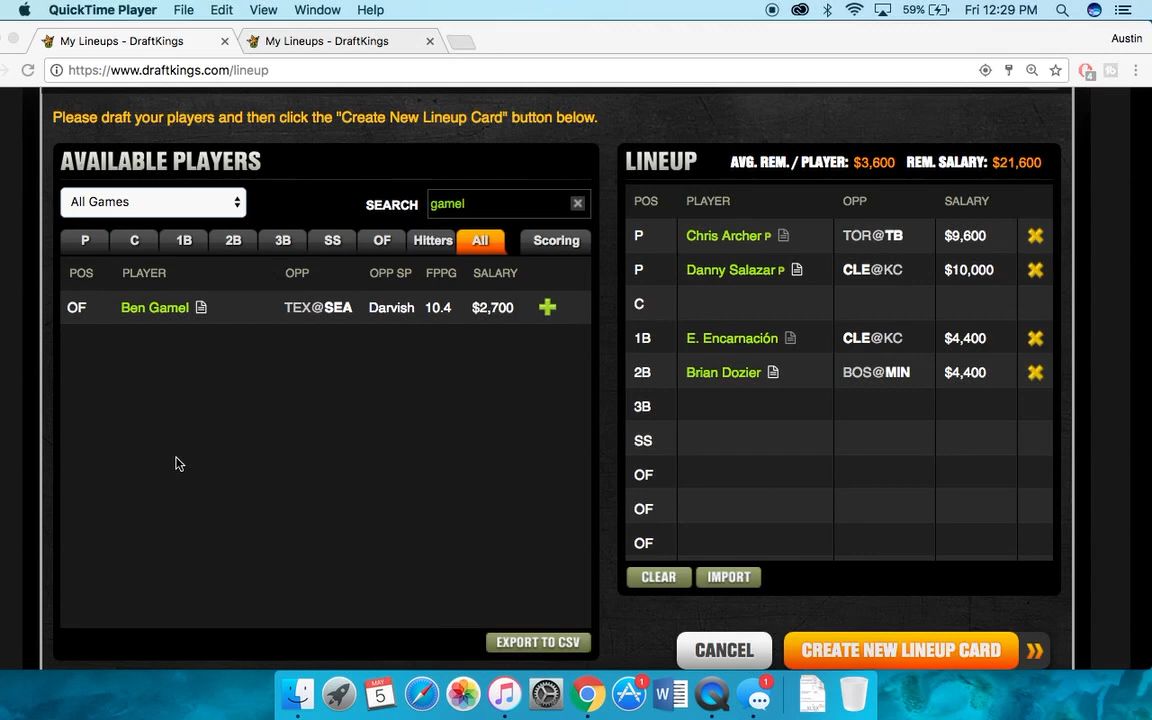 QuickTime Player File Edit View Window Help 59% Fri 12:29 PM
My Lineups - DraftKings My Lineups - DraftKings Austin
https://www.draftkings.com/lineup
Please draft your players and then click the "Create New Lineup Card" button below.
AVAILABLE PLAYERS
All Games SEARCH gamel
P C 1B 2B 3B SS OF Hitters All Scoring
POS PLAYER OPP OPP SP FPPG SALARY
OF Ben Gamel TEX@SEA Darvish 10.4 $2,700
EXPORT TO CSV
LINEUP AVG. REM. / PLAYER: $3,600 REM. SALARY: $21,600
POS PLAYER OPP SALARY
P Chris Archer P TOR@TB $9,600
P Danny Salazar P CLE@KC $10,000
C
1B E. Encarnación CLE@KC $4,400
2B Brian Dozier BOS@MIN $4,400
3B
SS
OF
OF
OF
CLEAR IMPORT
CANCEL CREATE NEW LINEUP CARD
MAY 5 1 W 1